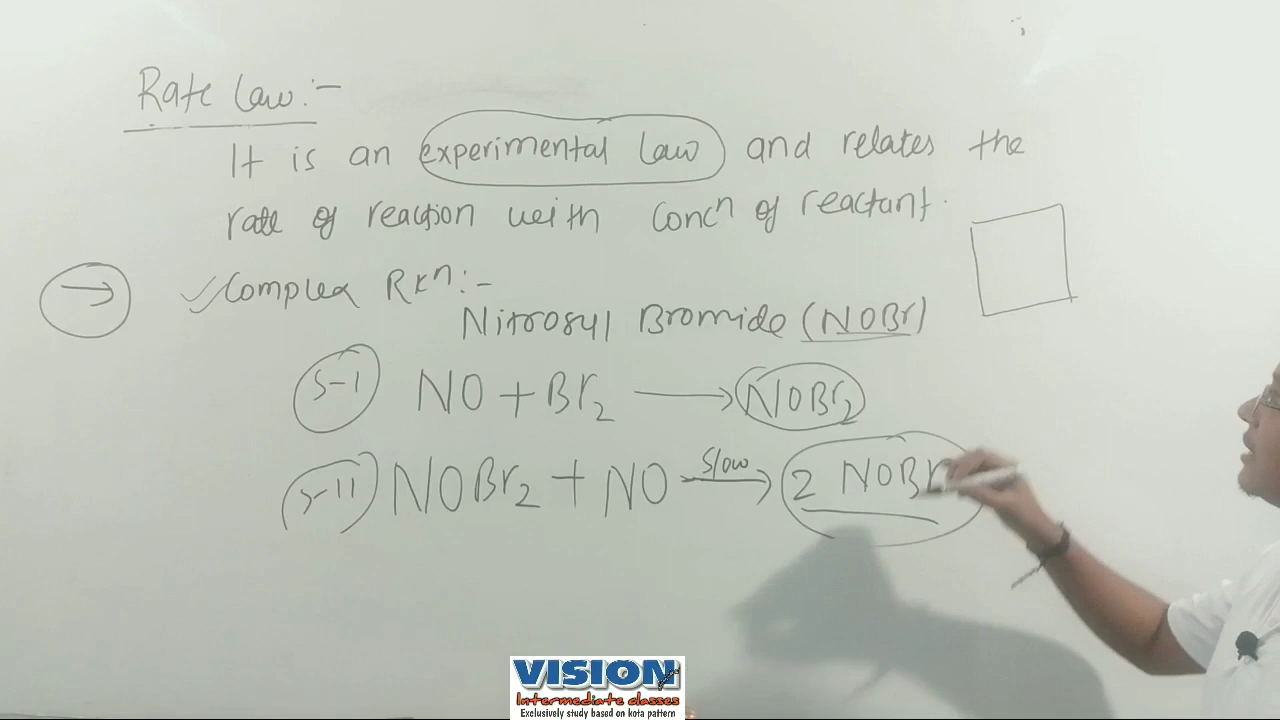 Rate Law :-
It is an experimental Law and relates the
rate of reaction with concn of reactant.
→ ✓ Complex Rxn :-
Nitrosyl Bromide (NOBr)
S-I NO + Br2 → NOBr2
S-II NOBr2 + NO slow → 2 NOBr
VISION
Intermediate classes
Exclusively study based on kota pattern